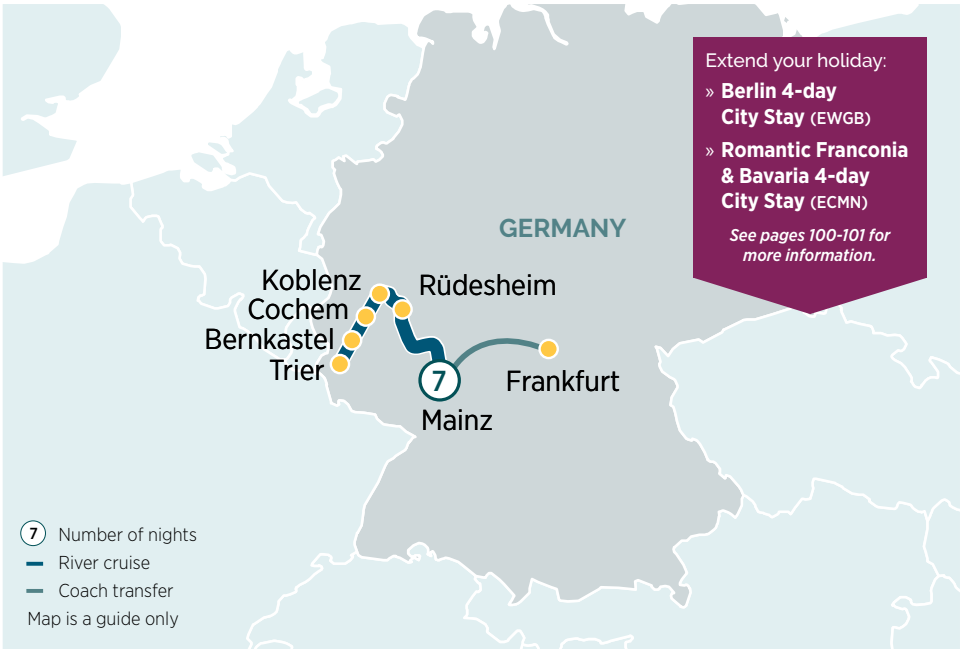 Extend your holiday:
» Berlin 4-day
City Stay (EWGB)
» Romantic Franconia
& Bavaria 4-day
City Stay (ECMN)
See pages 100-101 for
more information.
GERMANY
Koblenz
Rüdesheim
Cochem
Bernkastel
Trier
7
Frankfurt
Mainz
7 Number of nights
River cruise
Coach transfer
Map is a guide only